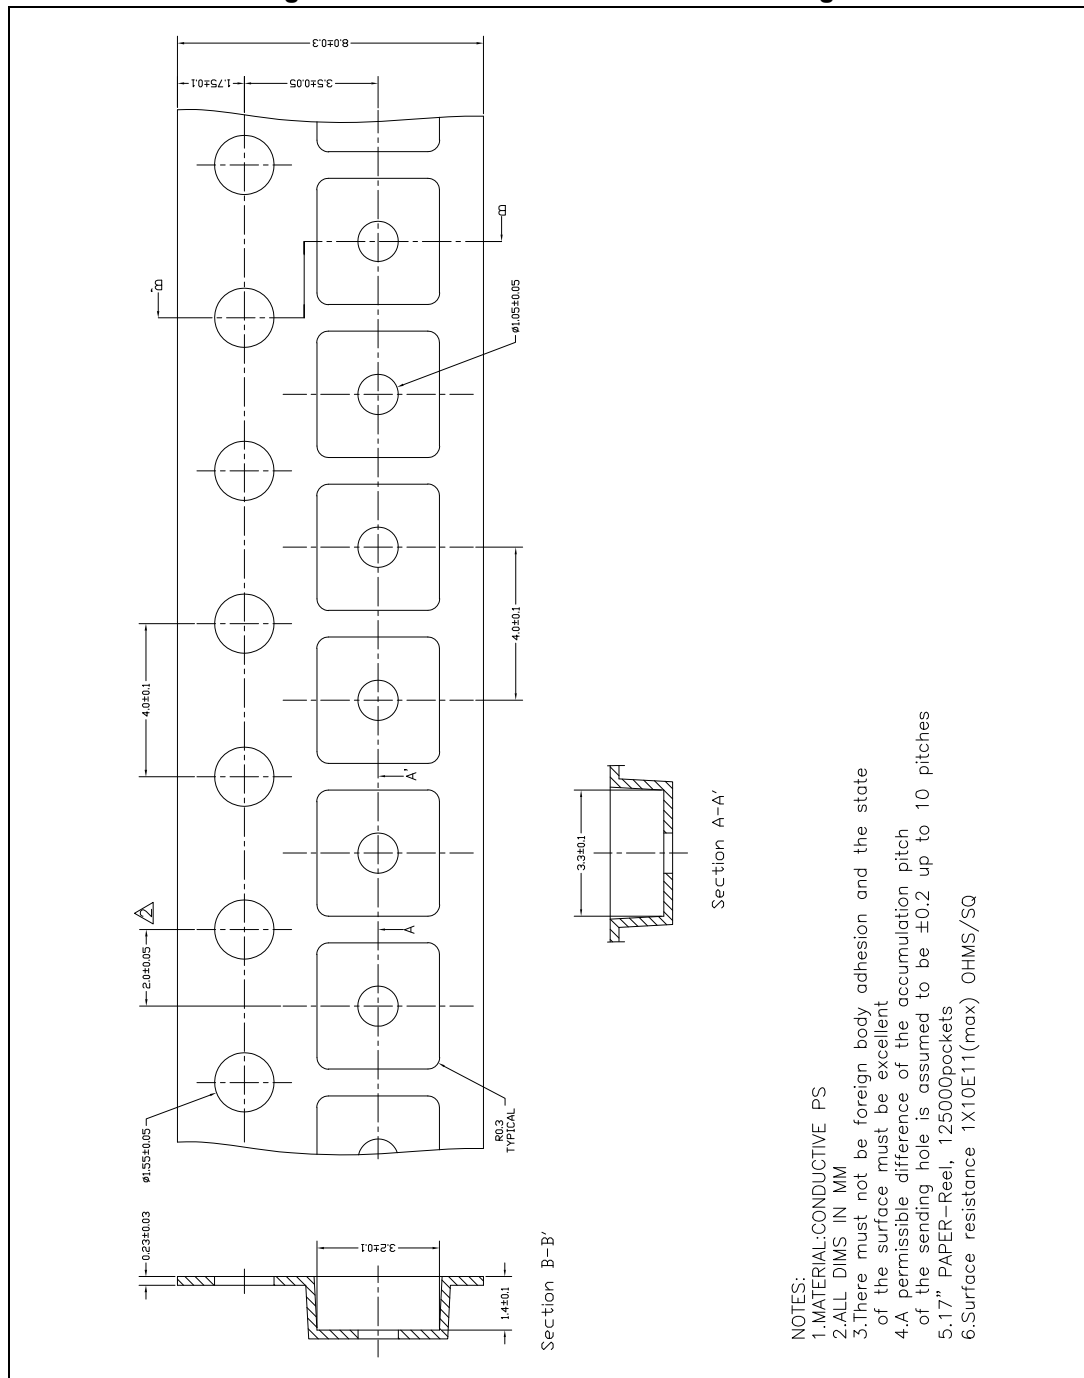 8.0±0.3
1.75±0.1
3.5±0.05
B
B'
ø1.05±0.05
4.0±0.1
4.0±0.1
A'
A
2
2.0±0.05
ø1.55±0.05
R0.3
TYPICAL
0.23±0.03
3.2±0.1
1.4±0.1
Section B-B'
3.3±0.1
Section A-A'
NOTES:
1.MATERIAL:CONDUCTIVE PS
2.ALL DIMS IN MM
3.There must not be foreign body adhesion and the state
of the surface must be excellent
4.A permissible difference of the accumulation pitch
of the sending hole is assumed to be ±0.2 up to 10 pitches
5.17" PAPER-Reel, 125000pockets
6.Surface resistance 1X10E11(max) OHMS/SQ